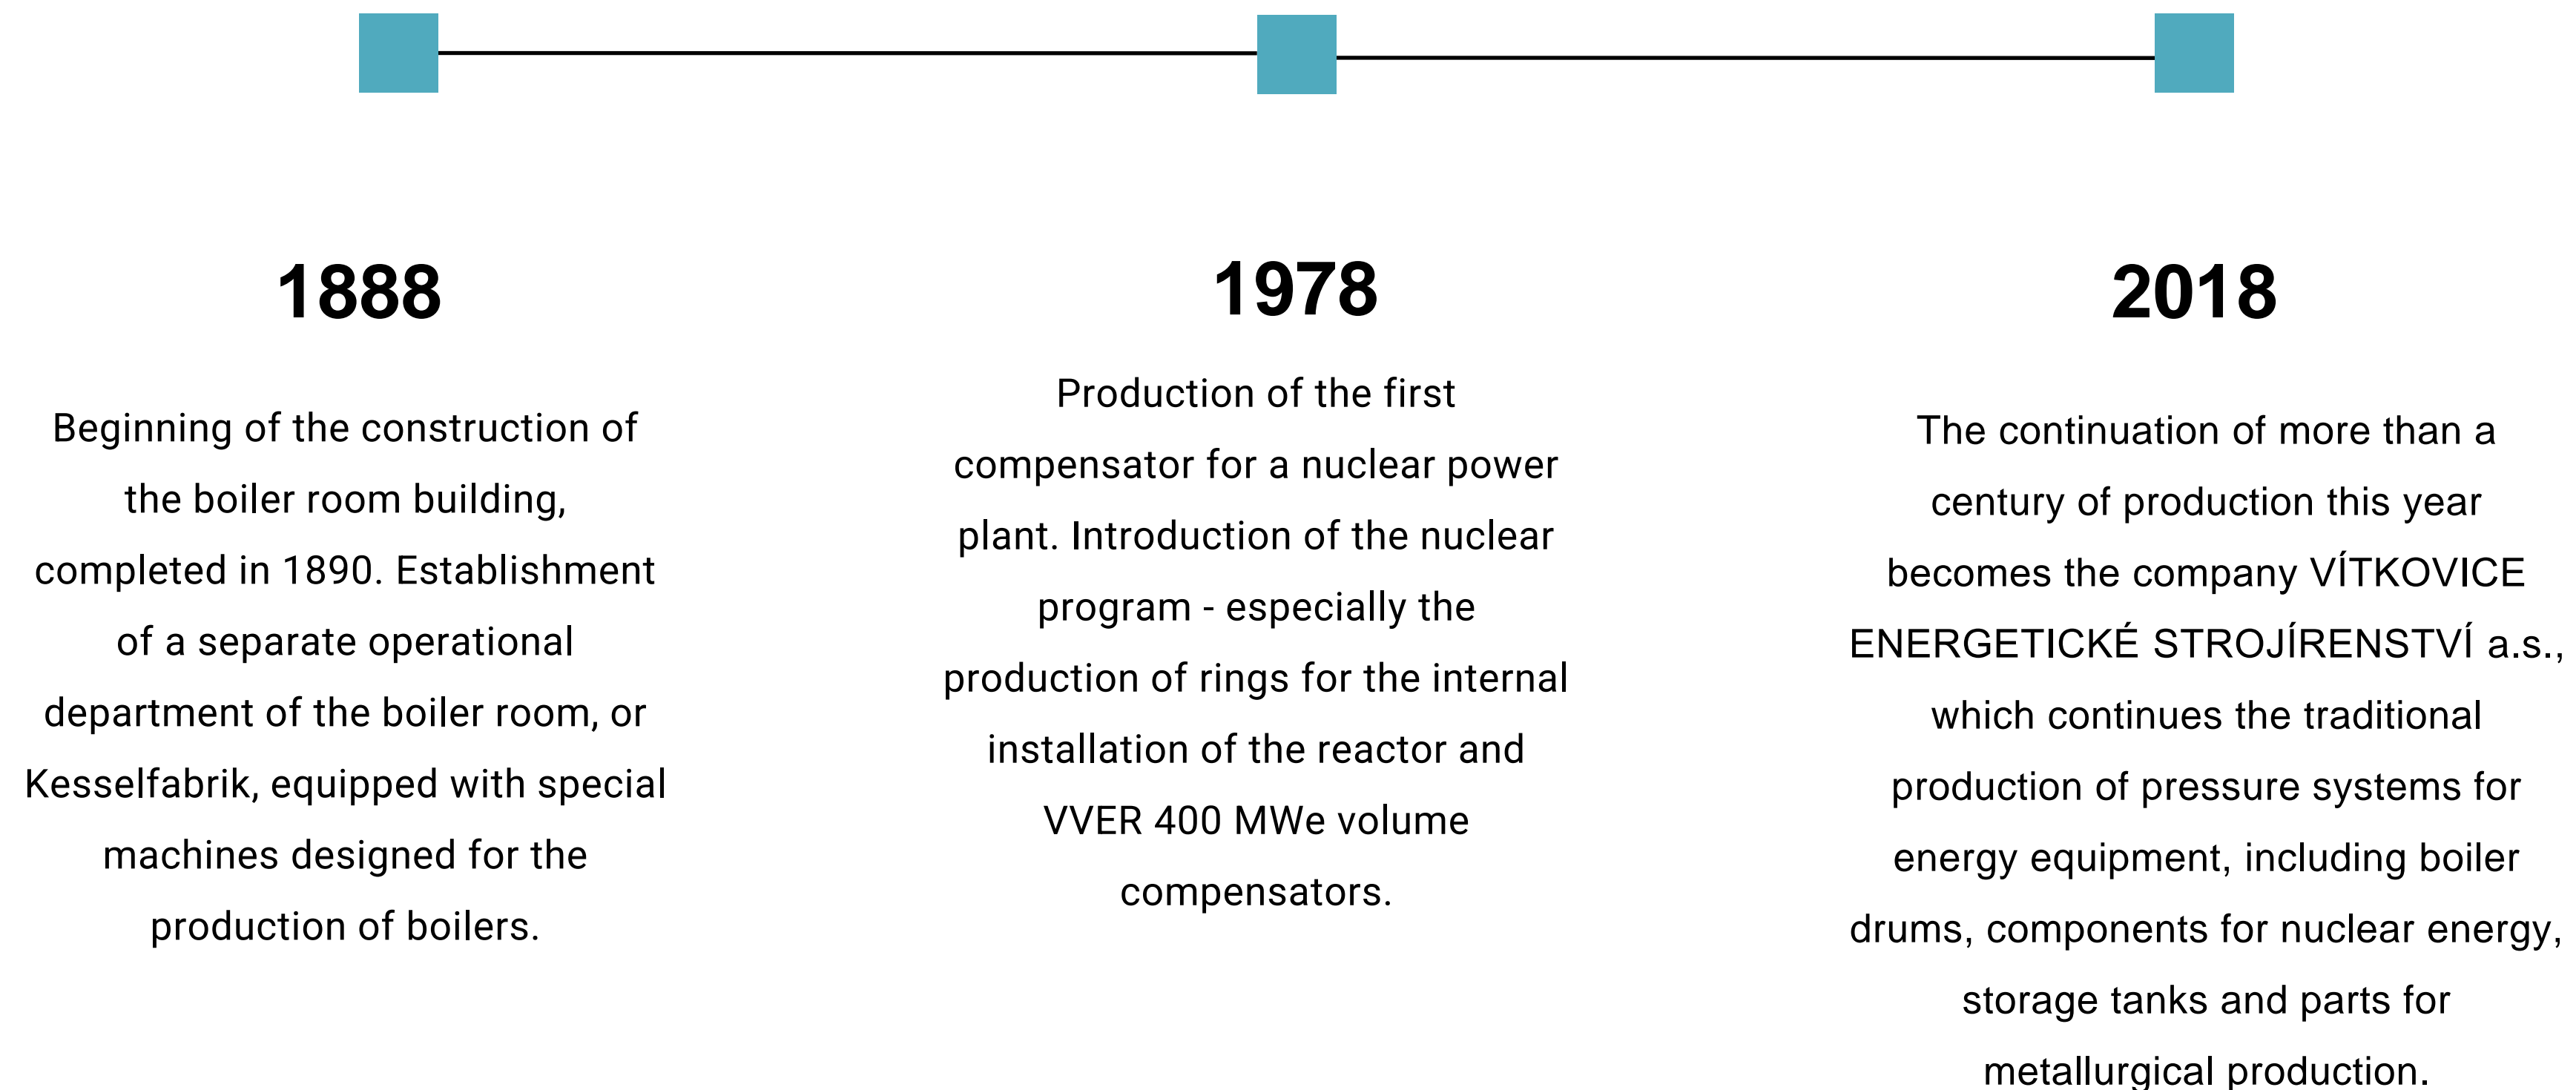 1888
Beginning of the construction of
the boiler room building,
completed in 1890. Establishment
of a separate operational
department of the boiler room, or
Kesselfabrik, equipped with special
machines designed for the
production of boilers.
1978
Production of the first
compensator for a nuclear power
plant. Introduction of the nuclear
program - especially the
production of rings for the internal
installation of the reactor and
VVER 400 MWe volume
compensators.
2018
The continuation of more than a
century of production this year
becomes the company VÍTKOVICE
ENERGETICKÉ STROJÍRENSTVÍ a.s.,
which continues the traditional
production of pressure systems for
energy equipment, including boiler
drums, components for nuclear energy,
storage tanks and parts for
metallurgical production.